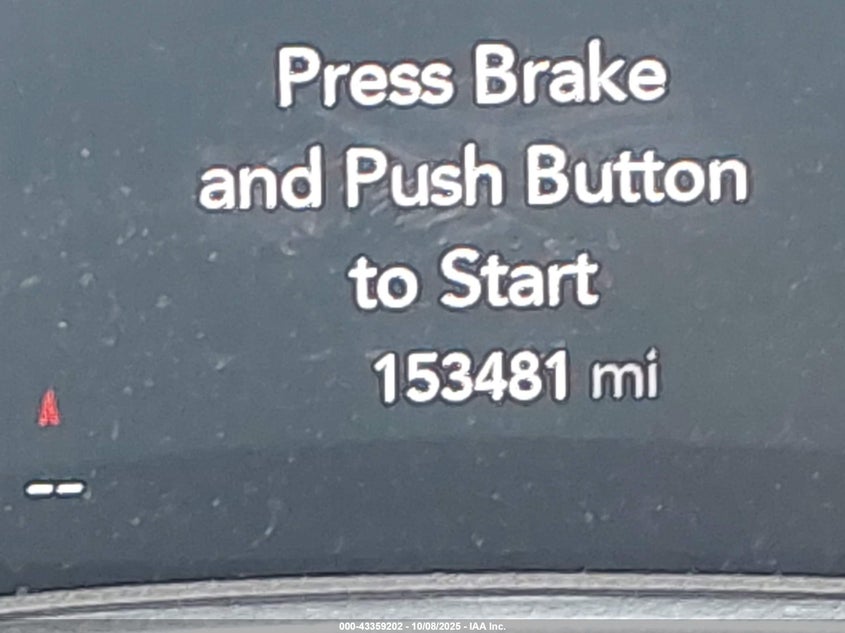 Press Brake
and Push Button
to Start
153481 mi
--
000-43359202 - 10/08/2025 - IAA Inc.